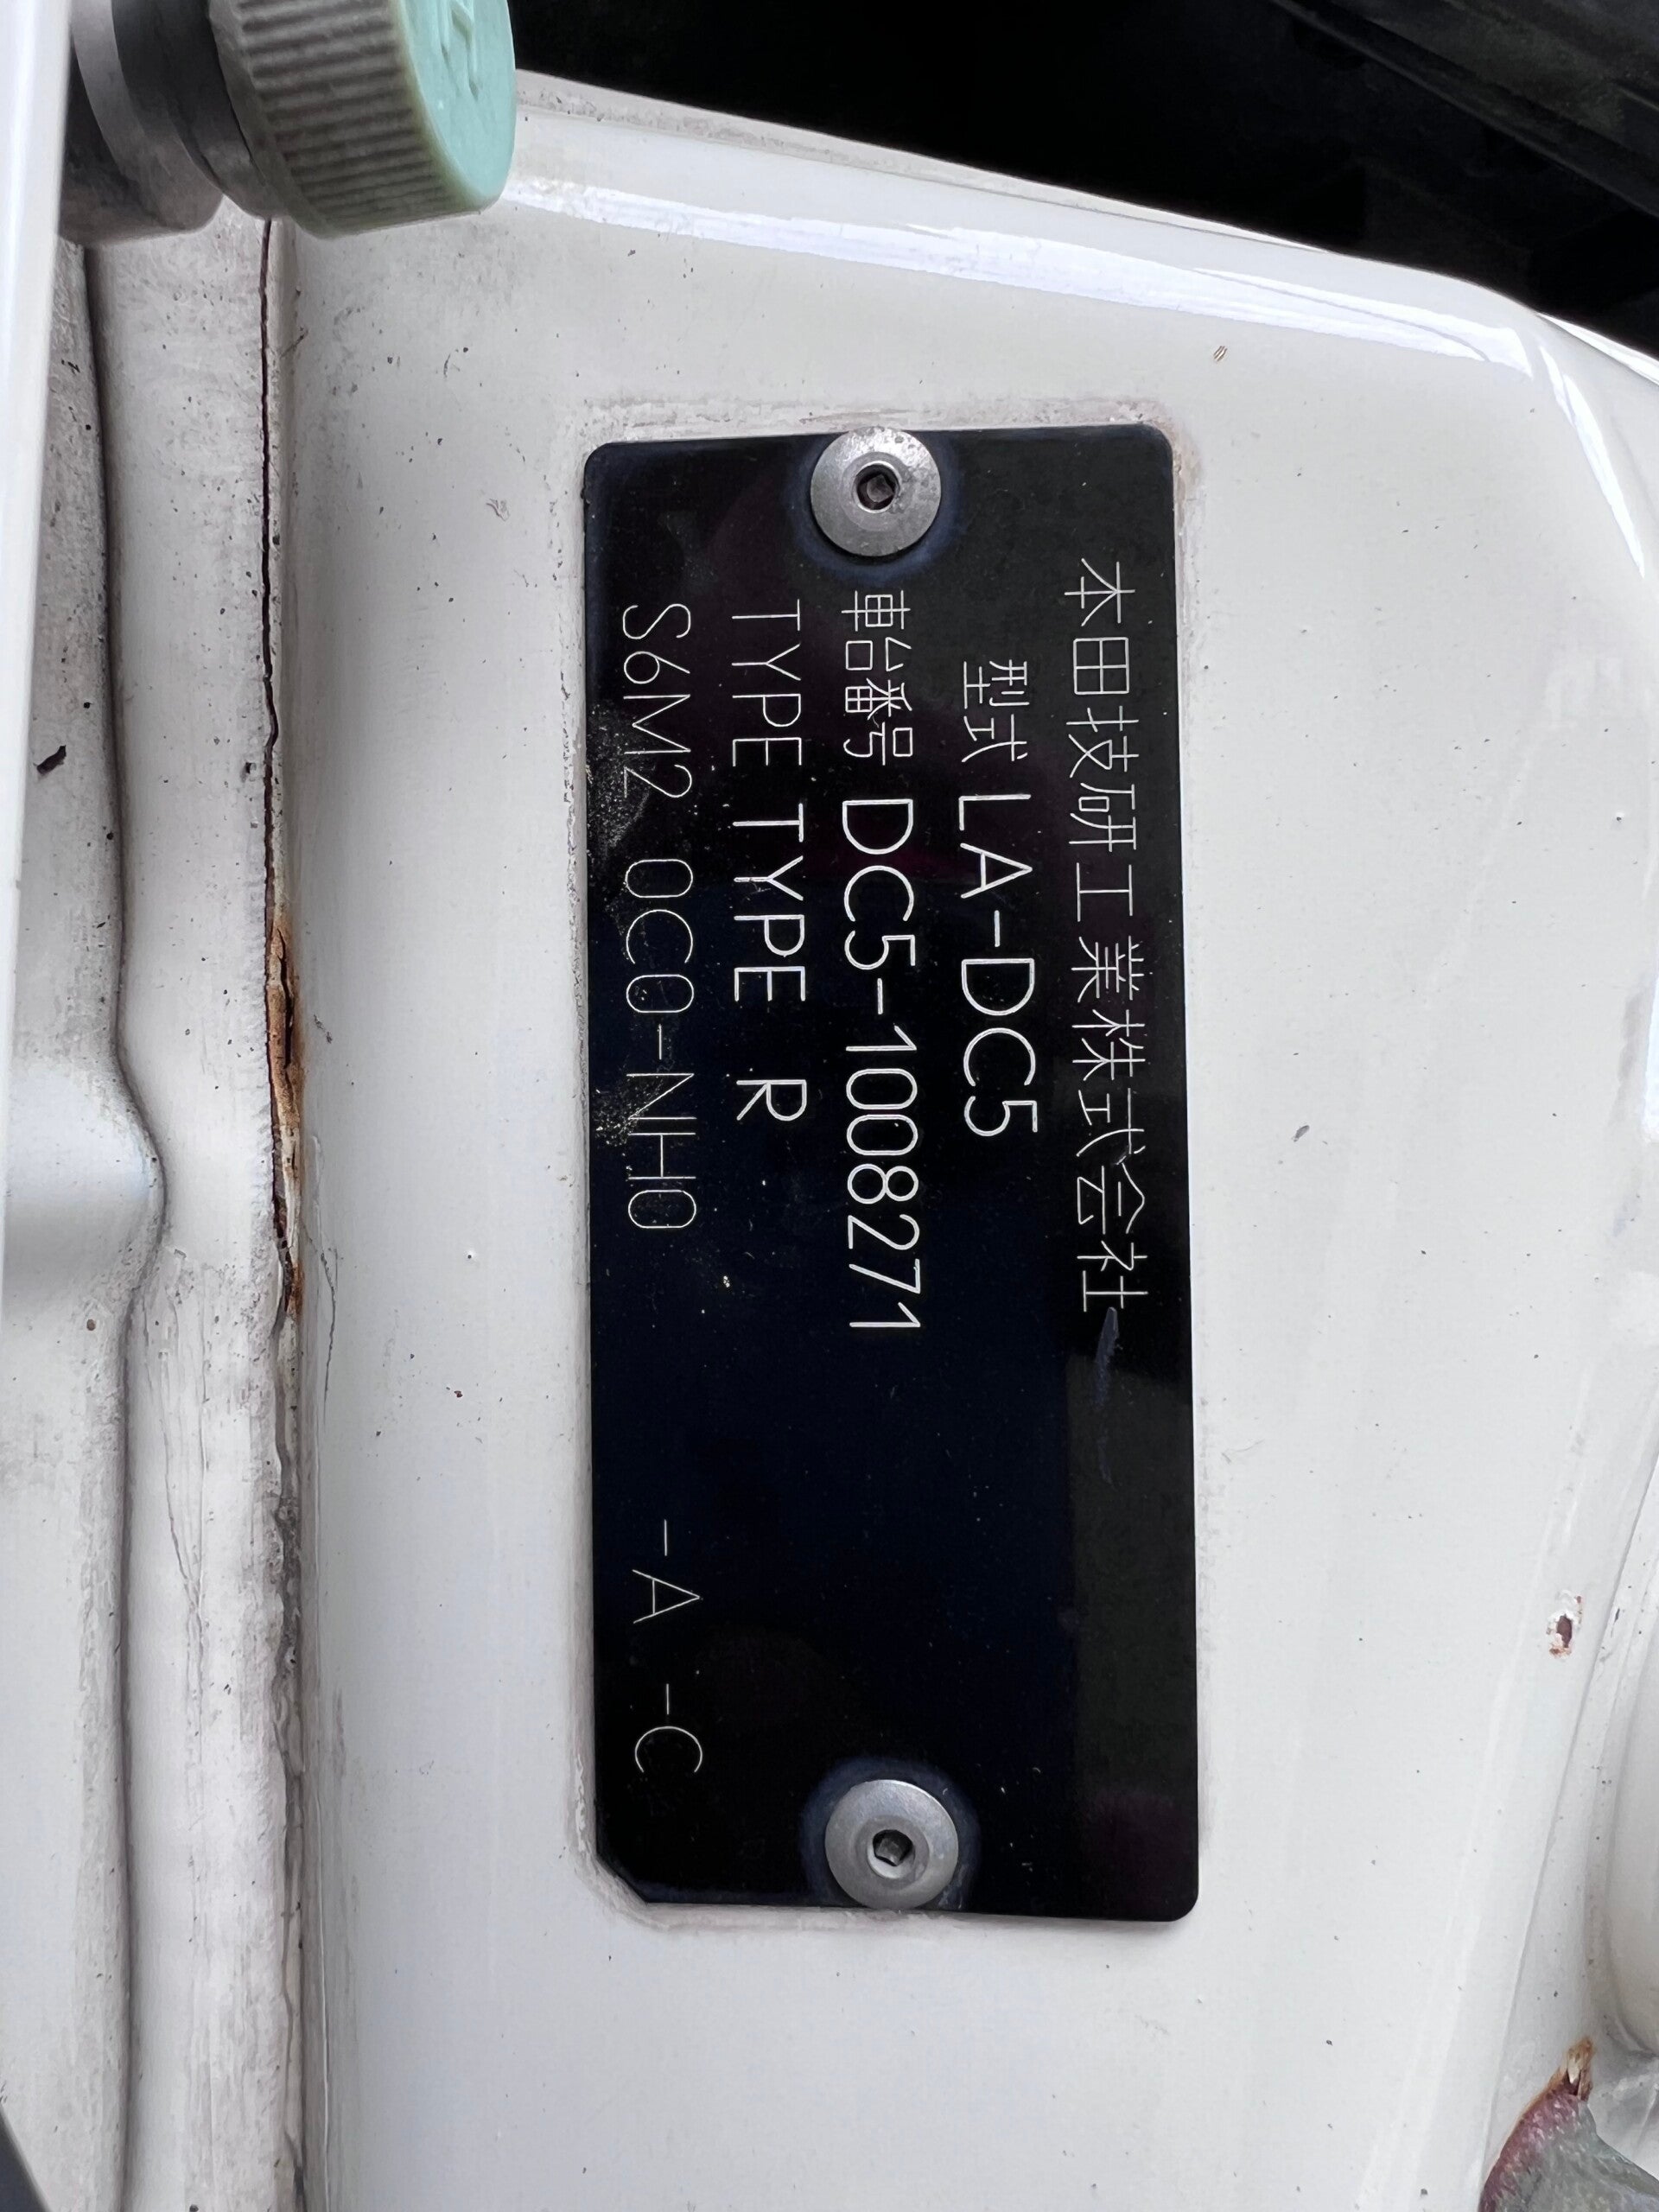 本田技研工業株式会社
型式 LA-DC5
車台番号 DC5-1008271
TYPE TYPE R
S6M2 0C0-NH0 -A -C